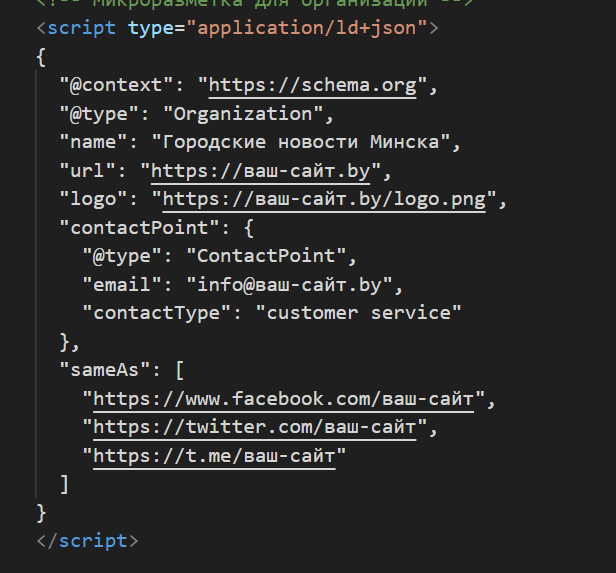 <!-- Микроразметка для организации -->
<script type="application/ld+json">
{
"@context": "https://schema.org",
"@type": "Organization",
"name": "Городские новости Минска",
"url": "https://ваш-сайт.by",
"logo": "https://ваш-сайт.by/logo.png",
"contactPoint": {
"@type": "ContactPoint",
"email": "info@ваш-сайт.by",
"contactType": "customer service"
},
"sameAs": [
"https://www.facebook.com/ваш-сайт",
"https://twitter.com/ваш-сайт",
"https://t.me/ваш-сайт"
]
}
</script>